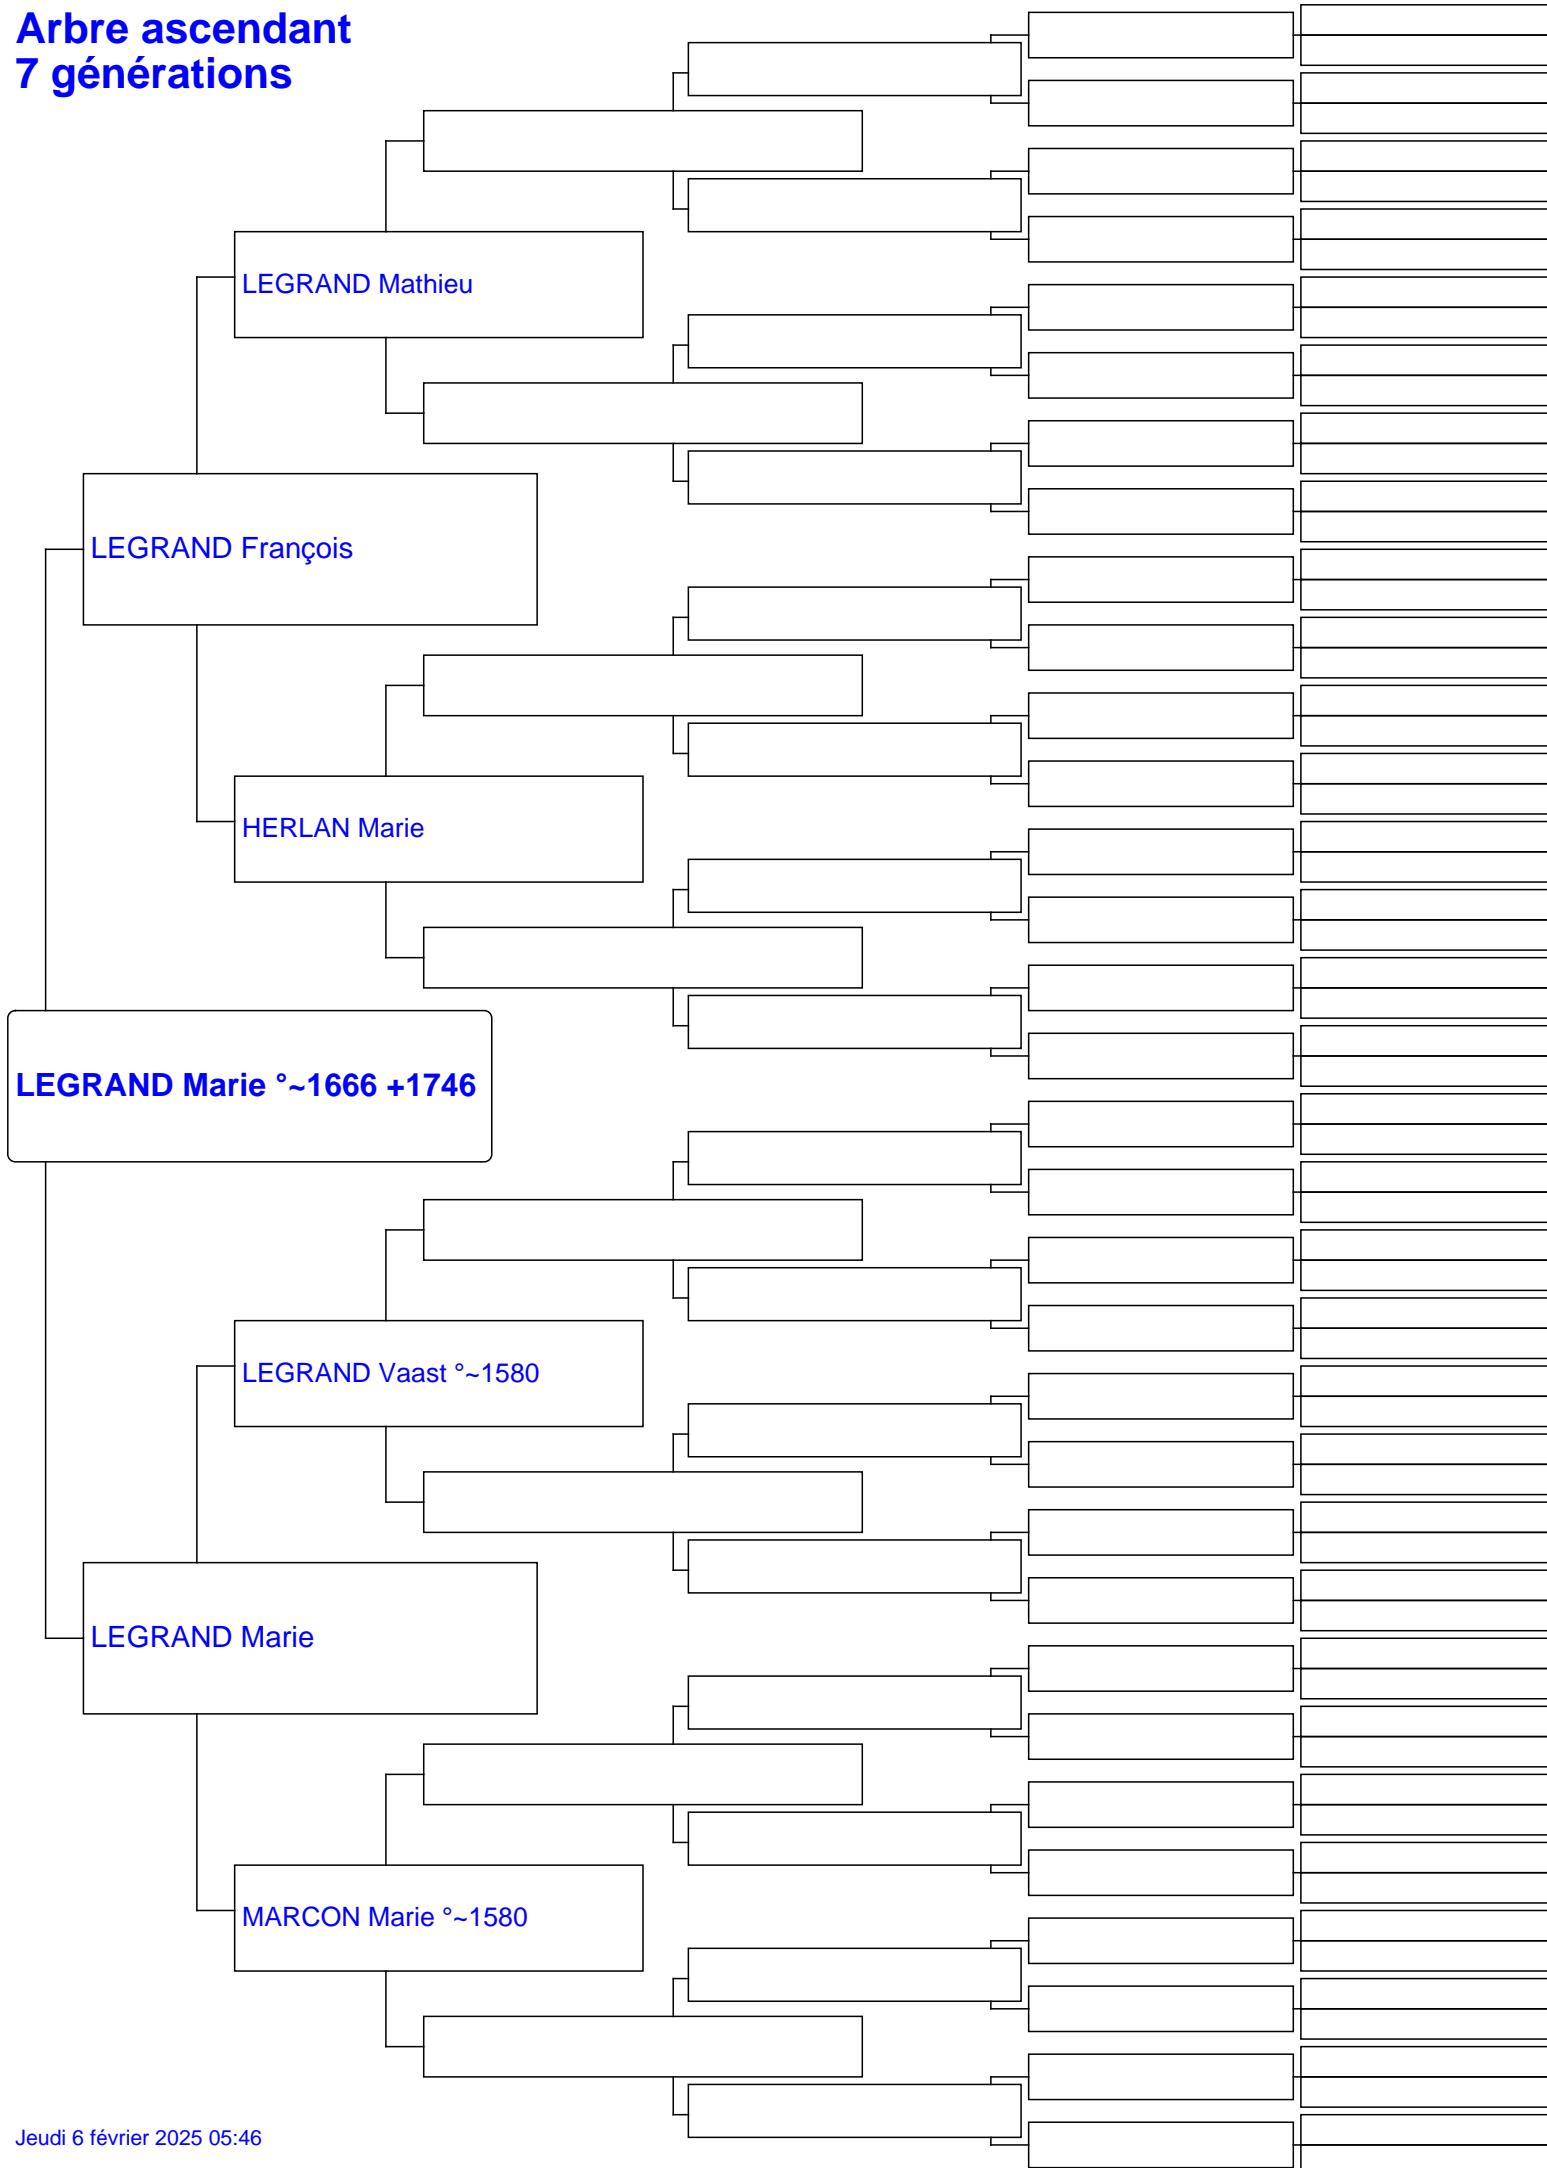 Arbre ascendant
7 générations
LEGRAND Mathieu
LEGRAND François
HERLAN Marie
LEGRAND Marie °~1666 +1746
LEGRAND Vaast °~1580
LEGRAND Marie
MARCON Marie °~1580
Jeudi 6 février 2025 05:46